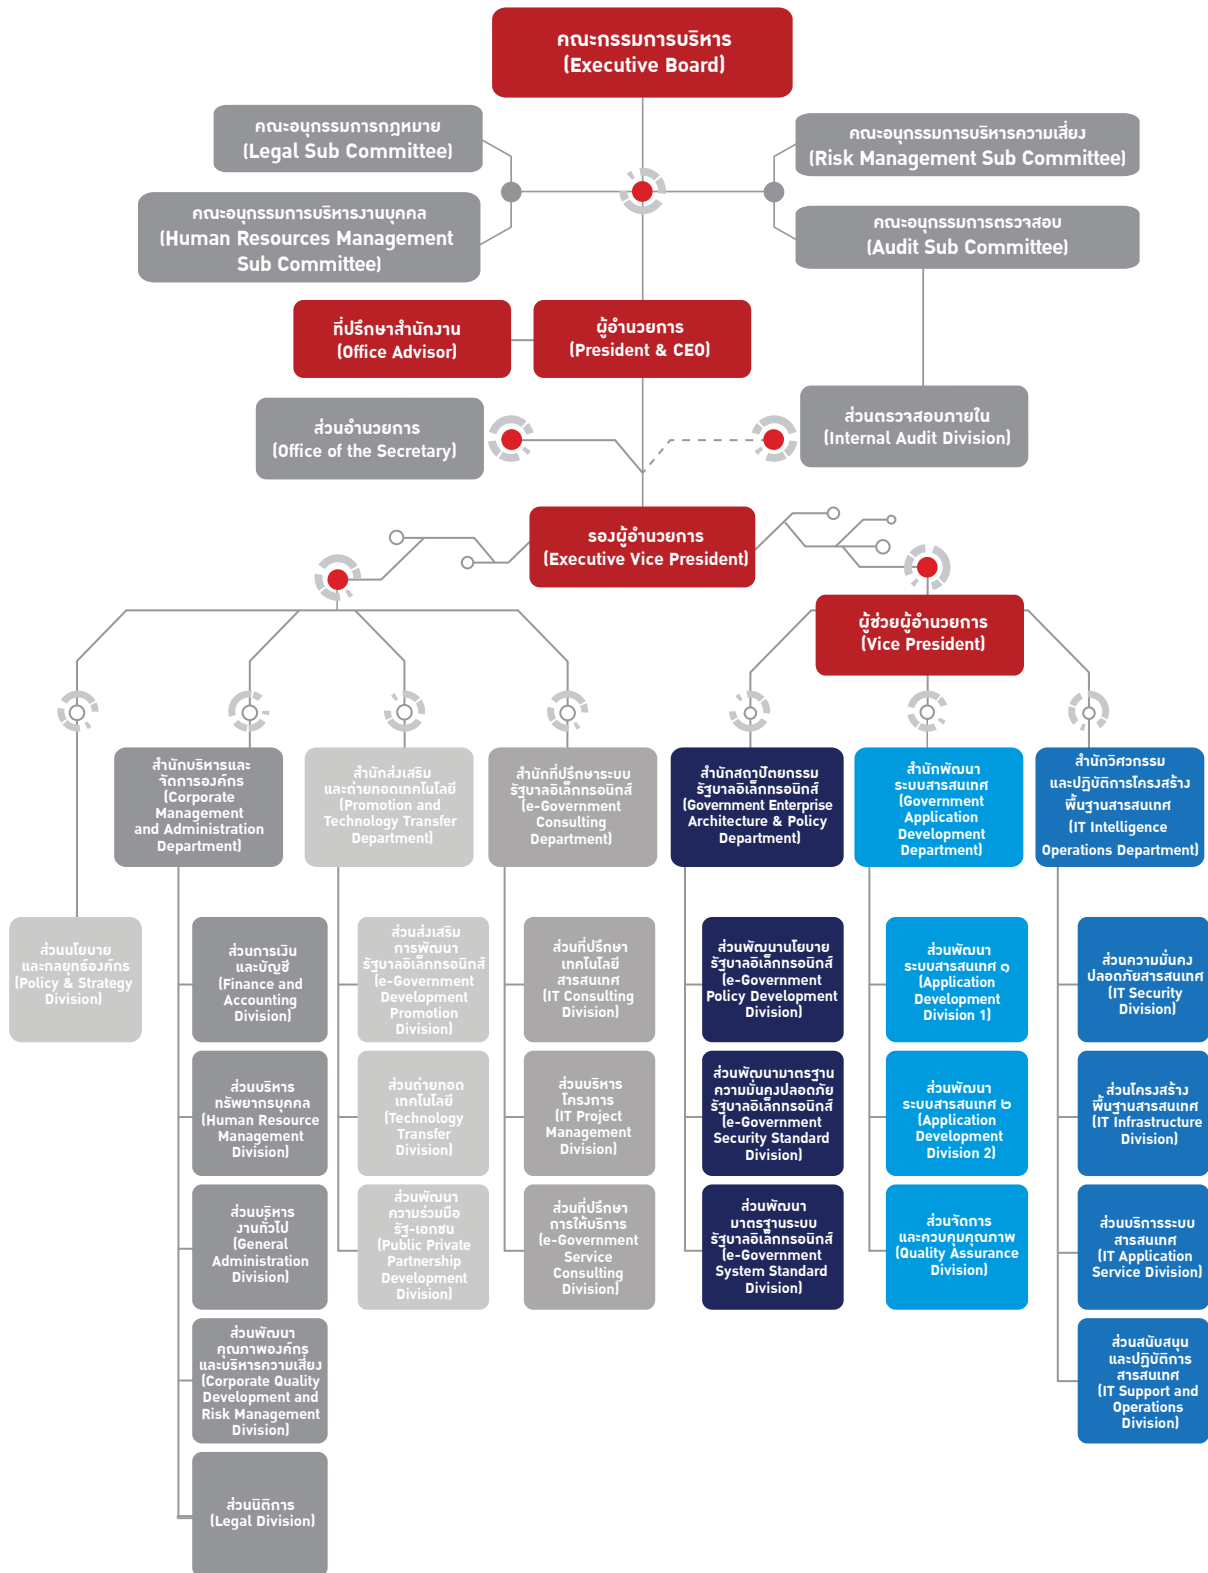 คณะกรรมการบริหาร
(Executive Board)
คณะอนุกรรมการกฎหมาย
(Legal Sub Committee)
คณะอนุกรรมการบริหารความเสี่ยง
(Risk Management Sub Committee)
คณะอนุกรรมการบริหารงานบุคคล
(Human Resources Management
Sub Committee)
คณะอนุกรรมการตรวจสอบ
(Audit Sub Committee)
ที่ปรึกษาสำนักงาน
(Office Advisor)
ผู้อำนวยการ
(President & CEO)
ส่วนอำนวยการ
(Office of the Secretary)
ส่วนตรวจสอบภายใน
(Internal Audit Division)
รองผู้อำนวยการ
(Executive Vice President)
ผู้ช่วยผู้อำนวยการ
(Vice President)
สำนักบริหารและ
จัดการองค์กร
(Corporate
Management
and Administration
Department)
สำนักส่งเสริม
และถ่ายทอดเทคโนโลยี
(Promotion and
Technology Transfer
Department)
สำนักที่ปรึกษาระบบ
รัฐบาลอิเล็กทรอนิกส์
(e-Government
Consulting
Department)
สำนักสถาปัตยกรรม
รัฐบาลอิเล็กทรอนิกส์
(Government Enterprise
Architecture & Policy
Department)
สำนักพัฒนา
ระบบสารสนเทศ
(Government
Application
Development
Department)
สำนักวิศวกรรม
และปฏิบัติการโครงสร้าง
พื้นฐานสารสนเทศ
(IT Intelligence
Operations Department)
ส่วนนโยบาย
และกลยุทธ์องค์กร
(Policy & Strategy
Division)
ส่วนการเงิน
และบัญชี
(Finance and
Accounting
Division)
ส่วนส่งเสริม
การพัฒนา
รัฐบาลอิเล็กทรอนิกส์
(e-Government
Development
Promotion
Division)
ส่วนที่ปรึกษา
เทคโนโลยี
สารสนเทศ
(IT Consulting
Division)
ส่วนพัฒนานโยบาย
รัฐบาลอิเล็กทรอนิกส์
(e-Government
Policy Development
Division)
ส่วนพัฒนา
ระบบสารสนเทศ ๑
(Application
Development
Division 1)
ส่วนความมั่นคง
ปลอดภัยสารสนเทศ
(IT Security
Division)
ส่วนบริหาร
ทรัพยากรบุคคล
(Human Resource
Management
Division)
ส่วนถ่ายทอด
เทคโนโลยี
(Technology
Transfer
Division)
ส่วนบริหาร
โครงการ
(IT Project
Management
Division)
ส่วนพัฒนามาตรฐาน
ความมั่นคงปลอดภัย
รัฐบาลอิเล็กทรอนิกส์
(e-Government
Security Standard
Division)
ส่วนพัฒนา
ระบบสารสนเทศ ๒
(Application
Development
Division 2)
ส่วนโครงสร้าง
พื้นฐานสารสนเทศ
(IT Infrastructure
Division)
ส่วนบริหาร
งานทั่วไป
(General
Administration
Division)
ส่วนพัฒนา
ความร่วมมือ
รัฐ-เอกชน
(Public Private
Partnership
Development
Division)
ส่วนที่ปรึกษา
การให้บริการ
(e-Government
Service
Consulting
Division)
ส่วนพัฒนา
มาตรฐานระบบ
รัฐบาลอิเล็กทรอนิกส์
(e-Government
System Standard
Division)
ส่วนจัดการ
และควบคุมคุณภาพ
(Quality Assurance
Division)
ส่วนบริการระบบ
สารสนเทศ
(IT Application
Service Division)
ส่วนพัฒนา
คุณภาพองค์กร
และบริหารความเสี่ยง
(Corporate Quality
Development and
Risk Management
Division)
ส่วนสนับสนุน
และปฏิบัติการ
สารสนเทศ
(IT Support and
Operations
Division)
ส่วนนิติการ
(Legal Division)